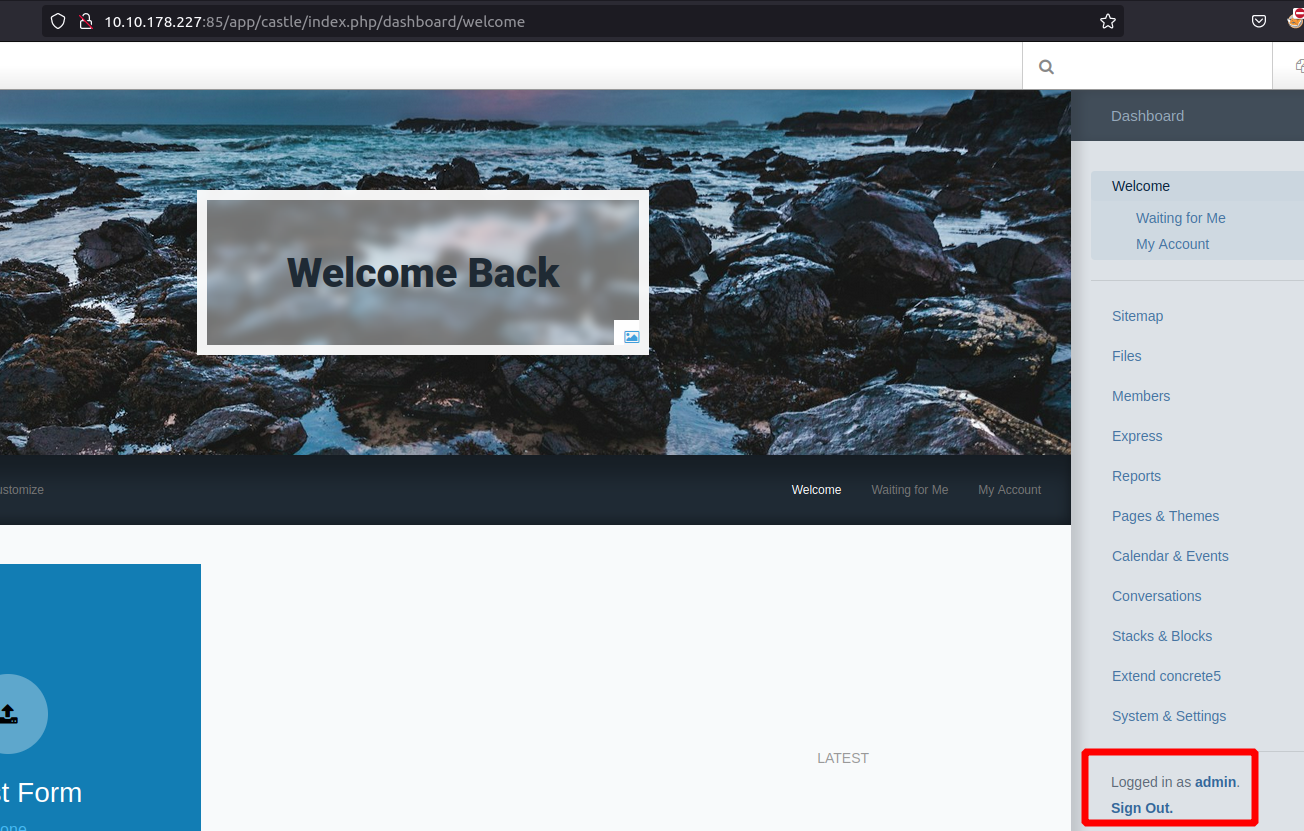 10.10.178.227:85/app/castle/index.php/dashboard/welcome
Dashboard
Welcome
Waiting for Me
My Account
Welcome Back
Sitemap
Files
Members
Express
Reports
Pages & Themes
Calendar & Events
Conversations
Stacks & Blocks
Extend concrete5
System & Settings
Logged in as admin.
Sign Out.
ustomize
Welcome Waiting for Me My Account
LATEST
t Form